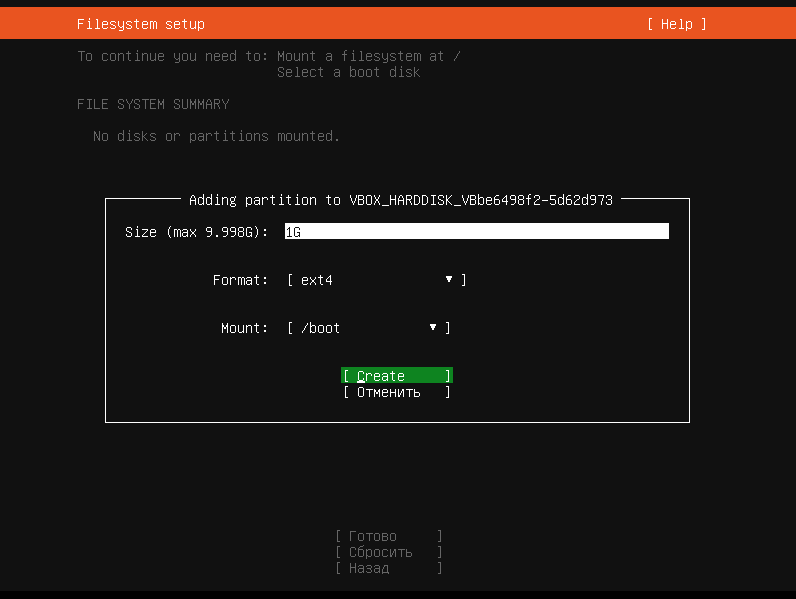 Filesystem setup [ Help ]
To continue you need to: Mount a filesystem at /
Select a boot disk
FILE SYSTEM SUMMARY
No disks or partitions mounted.
Adding partition to VBOX_HARDDISK_VBbe6498f2-5d62d973
Size (max 9.998G): 1G
Format: [ ext4 ▾ ]
Mount: [ /boot ▾ ]
[ Create ]
[ Отменить ]
[ Готово ]
[ Сбросить ]
[ Назад ]